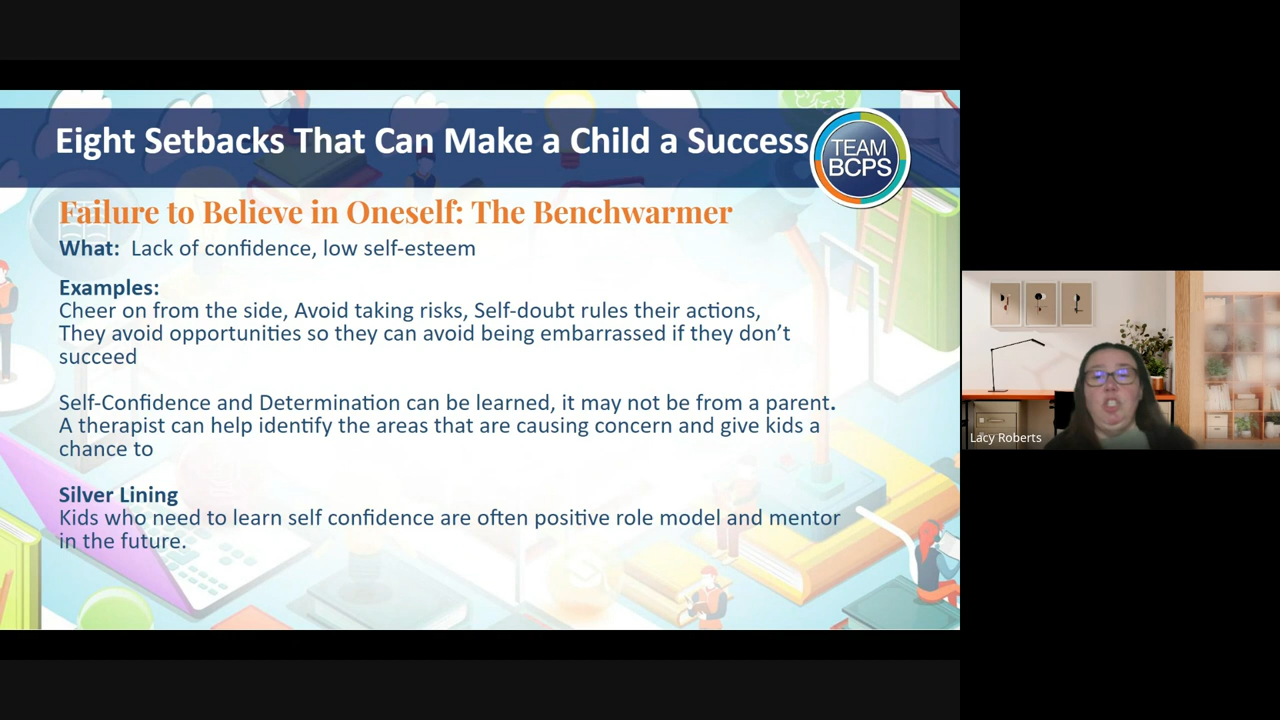 Eight Setbacks That Can Make a Child a Success
TEAM
BCPS
Failure to Believe in Oneself: The Benchwarmer
What: Lack of confidence, low self-esteem
Examples:
Cheer on from the side, Avoid taking risks, Self-doubt rules their actions,
They avoid opportunities so they can avoid being embarrassed if they don’t
succeed
Self-Confidence and Determination can be learned, it may not be from a parent.
A therapist can help identify the areas that are causing concern and give kids a
chance to
Silver Lining
Kids who need to learn self confidence are often positive role model and mentor
in the future.
Lacy Roberts